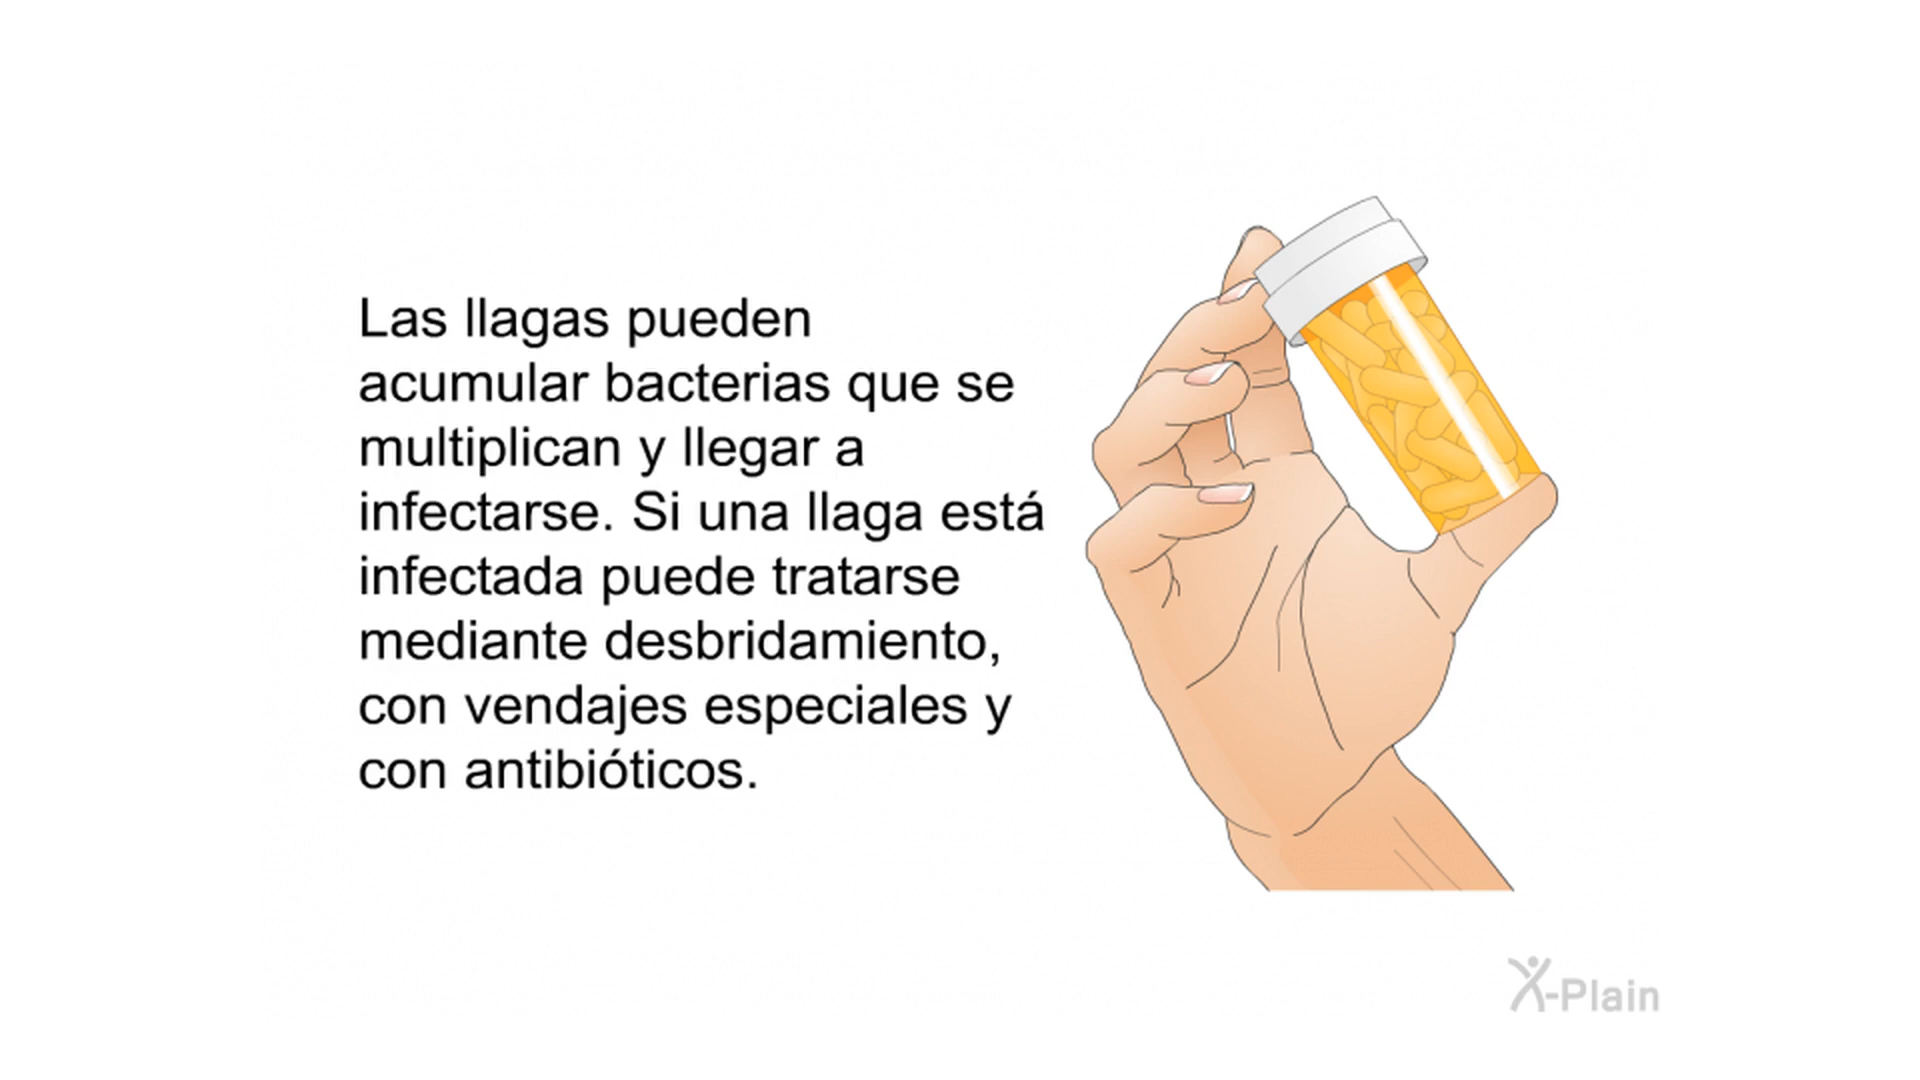 Las llagas pueden
acumular bacterias que se
multiplican y llegar a
infectarse. Si una llaga está
infectada puede tratarse
mediante desbridamiento,
con vendajes especiales y
con antibióticos.
X-Plain